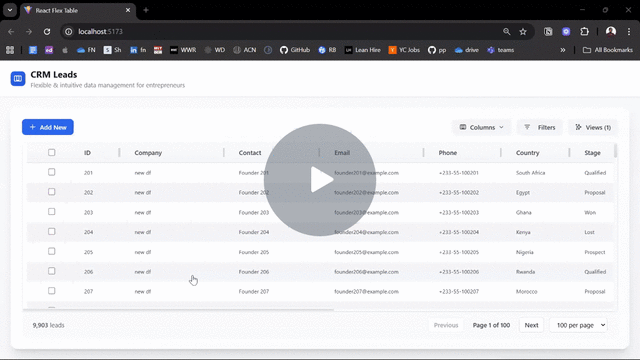 React Flex Table
localhost:5173
FN
Sh
in fn
MT
WWR
WD
ACN
GitHub
RB
Lean Hire
YC Jobs
pp
drive
teams
All Bookmarks
CRM Leads
Flexible & intuitive data management for entrepreneurs
+ Add New
Columns
Filters
Views (1)
ID Company Contact Email Phone Country Stage
201 new df Founder 201 founder201@example.com +233-55-100201 South Africa Qualified
202 new df Founder 202 founder202@example.com +233-55-100202 Egypt Proposal
203 new df Founder 203 founder203@example.com +233-55-100203 Ghana Won
204 new df Founder 204 founder204@example.com +233-55-100204 Kenya Lost
205 new df Founder 205 founder205@example.com +233-55-100205 Nigeria Prospect
206 new df Founder 206 founder206@example.com +233-55-100206 Rwanda Qualified
207 new df Founder 207 founder207@example.com +233-55-100207 Morocco Proposal
9,903 leads
Previous
Page 1 of 100
Next
100 per page